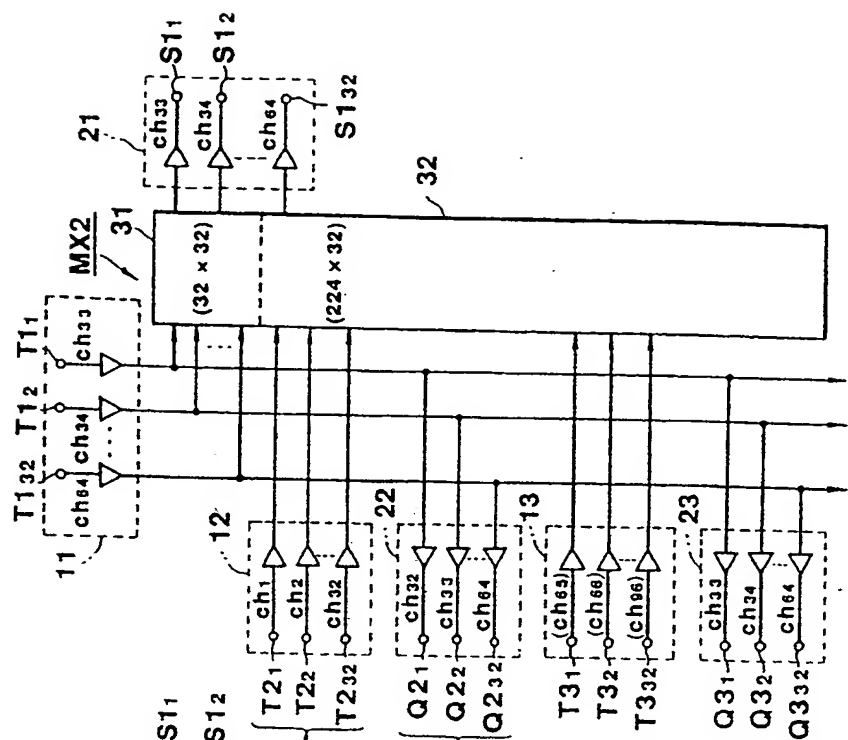 T1₁
T1₂
T1₃₂
ch₃₃
ch₃₄
ch₆₄
11
MX2
31
(32 × 32)
(224 × 32)
32
21
ch₃₃
S1₁
ch₃₄
S1₂
ch₆₄
S1₃₂
12
ch₁
T2₁
ch₂
T2₂
ch₃₂
T2₃₂
S1₁
S1₂
22
ch₃₂
Q2₁
ch₃₃
Q2₂
ch₆₄
Q2₃₂
13
(ch₆₅)
T3₁
(ch₆₆)
T3₂
(ch₉₆)
T3₃₂
23
ch₃₃
Q3₁
ch₃₄
Q3₂
ch₆₄
Q3₃₂